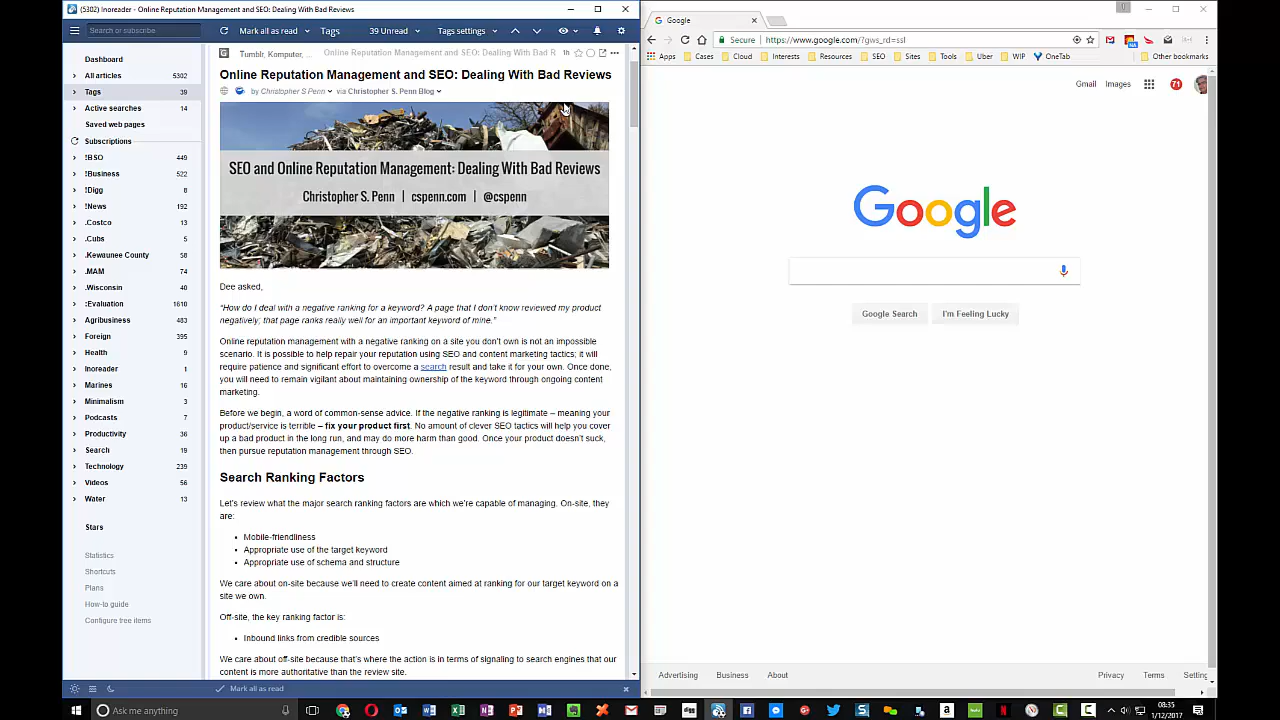 (5302) Inoreader - Online Reputation Management and SEO: Dealing With Bad Reviews
Search or subscribe
Mark all as read
Tags
39 Unread
Tags settings
Dashboard
All articles 5302
Tags 39
Active searches 14
Saved web pages
Subscriptions
!BSO 449
!Business 522
!Digg 8
!News 192
.Costco 13
.Cubs 5
.Kewaunee County 58
.MAM 74
.Wisconsin 40
:Evaluation 1610
Agribusiness 483
Foreign 395
Health 9
Inoreader 1
Marines 16
Minimalism 3
Podcasts 7
Productivity 36
Search 19
Technology 239
Videos 56
Water 13
Stars
Statistics
Shortcuts
Plans
How-to guide
Configure tree items
Tumblr, Komputer, ... Online Reputation Management and SEO: Dealing With Bad R 1h
Online Reputation Management and SEO: Dealing With Bad Reviews
by Christopher S Penn via Christopher S. Penn Blog
SEO and Online Reputation Management: Dealing With Bad Reviews
Christopher S. Penn | cspenn.com | @cspenn
Dee asked,
“How do I deal with a negative ranking for a keyword? A page that I don’t know reviewed my product
negatively; that page ranks really well for an important keyword of mine.”
Online reputation management with a negative ranking on a site you don’t own is not an impossible
scenario. It is possible to help repair your reputation using SEO and content marketing tactics; it will
require patience and significant effort to overcome a search result and take it for your own. Once done,
you will need to remain vigilant about maintaining ownership of the keyword through ongoing content
marketing.
Before we begin, a word of common-sense advice. If the negative ranking is legitimate – meaning your
product/service is terrible – fix your product first. No amount of clever SEO tactics will help you cover
up a bad product in the long run, and may do more harm than good. Once your product doesn’t suck,
then pursue reputation management through SEO.
Search Ranking Factors
Let’s review what the major search ranking factors are which we’re capable of managing. On-site, they
are:
• Mobile-friendliness
• Appropriate use of the target keyword
• Appropriate use of schema and structure
We care about on-site because we’ll need to create content aimed at ranking for our target keyword on a
site we own.
Off-site, the key ranking factor is:
• Inbound links from credible sources
We care about off-site because that’s where the action is in terms of signaling to search engines that our
content is more authoritative than the review site.
Mark all as read
Google
Secure https://www.google.com/?gws_rd=ssl
Apps Cases Cloud Interests Resources SEO Sites Tools Uber WIP OneTab Other bookmarks
Gmail Images 71
Google
Google Search I'm Feeling Lucky
Advertising Business About Privacy Terms Setting
Ask me anything
08:35
1/12/2017